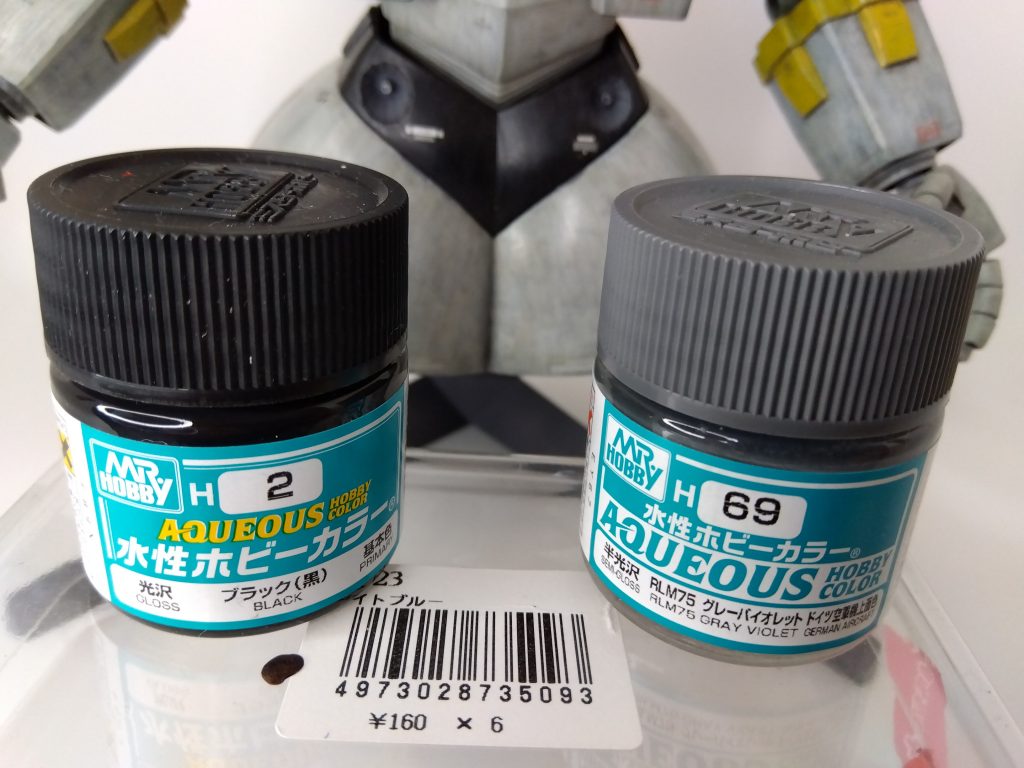 MR HOBBY
MR HOBBY
H 2
AQUEOUS HOBBY COLOR
水性ホビーカラー®
光沢
GLOSS
ブラック(黒)
BLACK
基本色
PRIMARY
MR HOBBY
MR HOBBY
H 69
水性ホビーカラー®
AQUEOUS HOBBY COLOR
半光沢 RLM75 グレーバイオレット ドイツ空軍機上面色
SEMI-GLOSS RLM75 GRAY VIOLET GERMAN AIRCRAFT
23
イトブルー
4973028735093
¥160 × 6